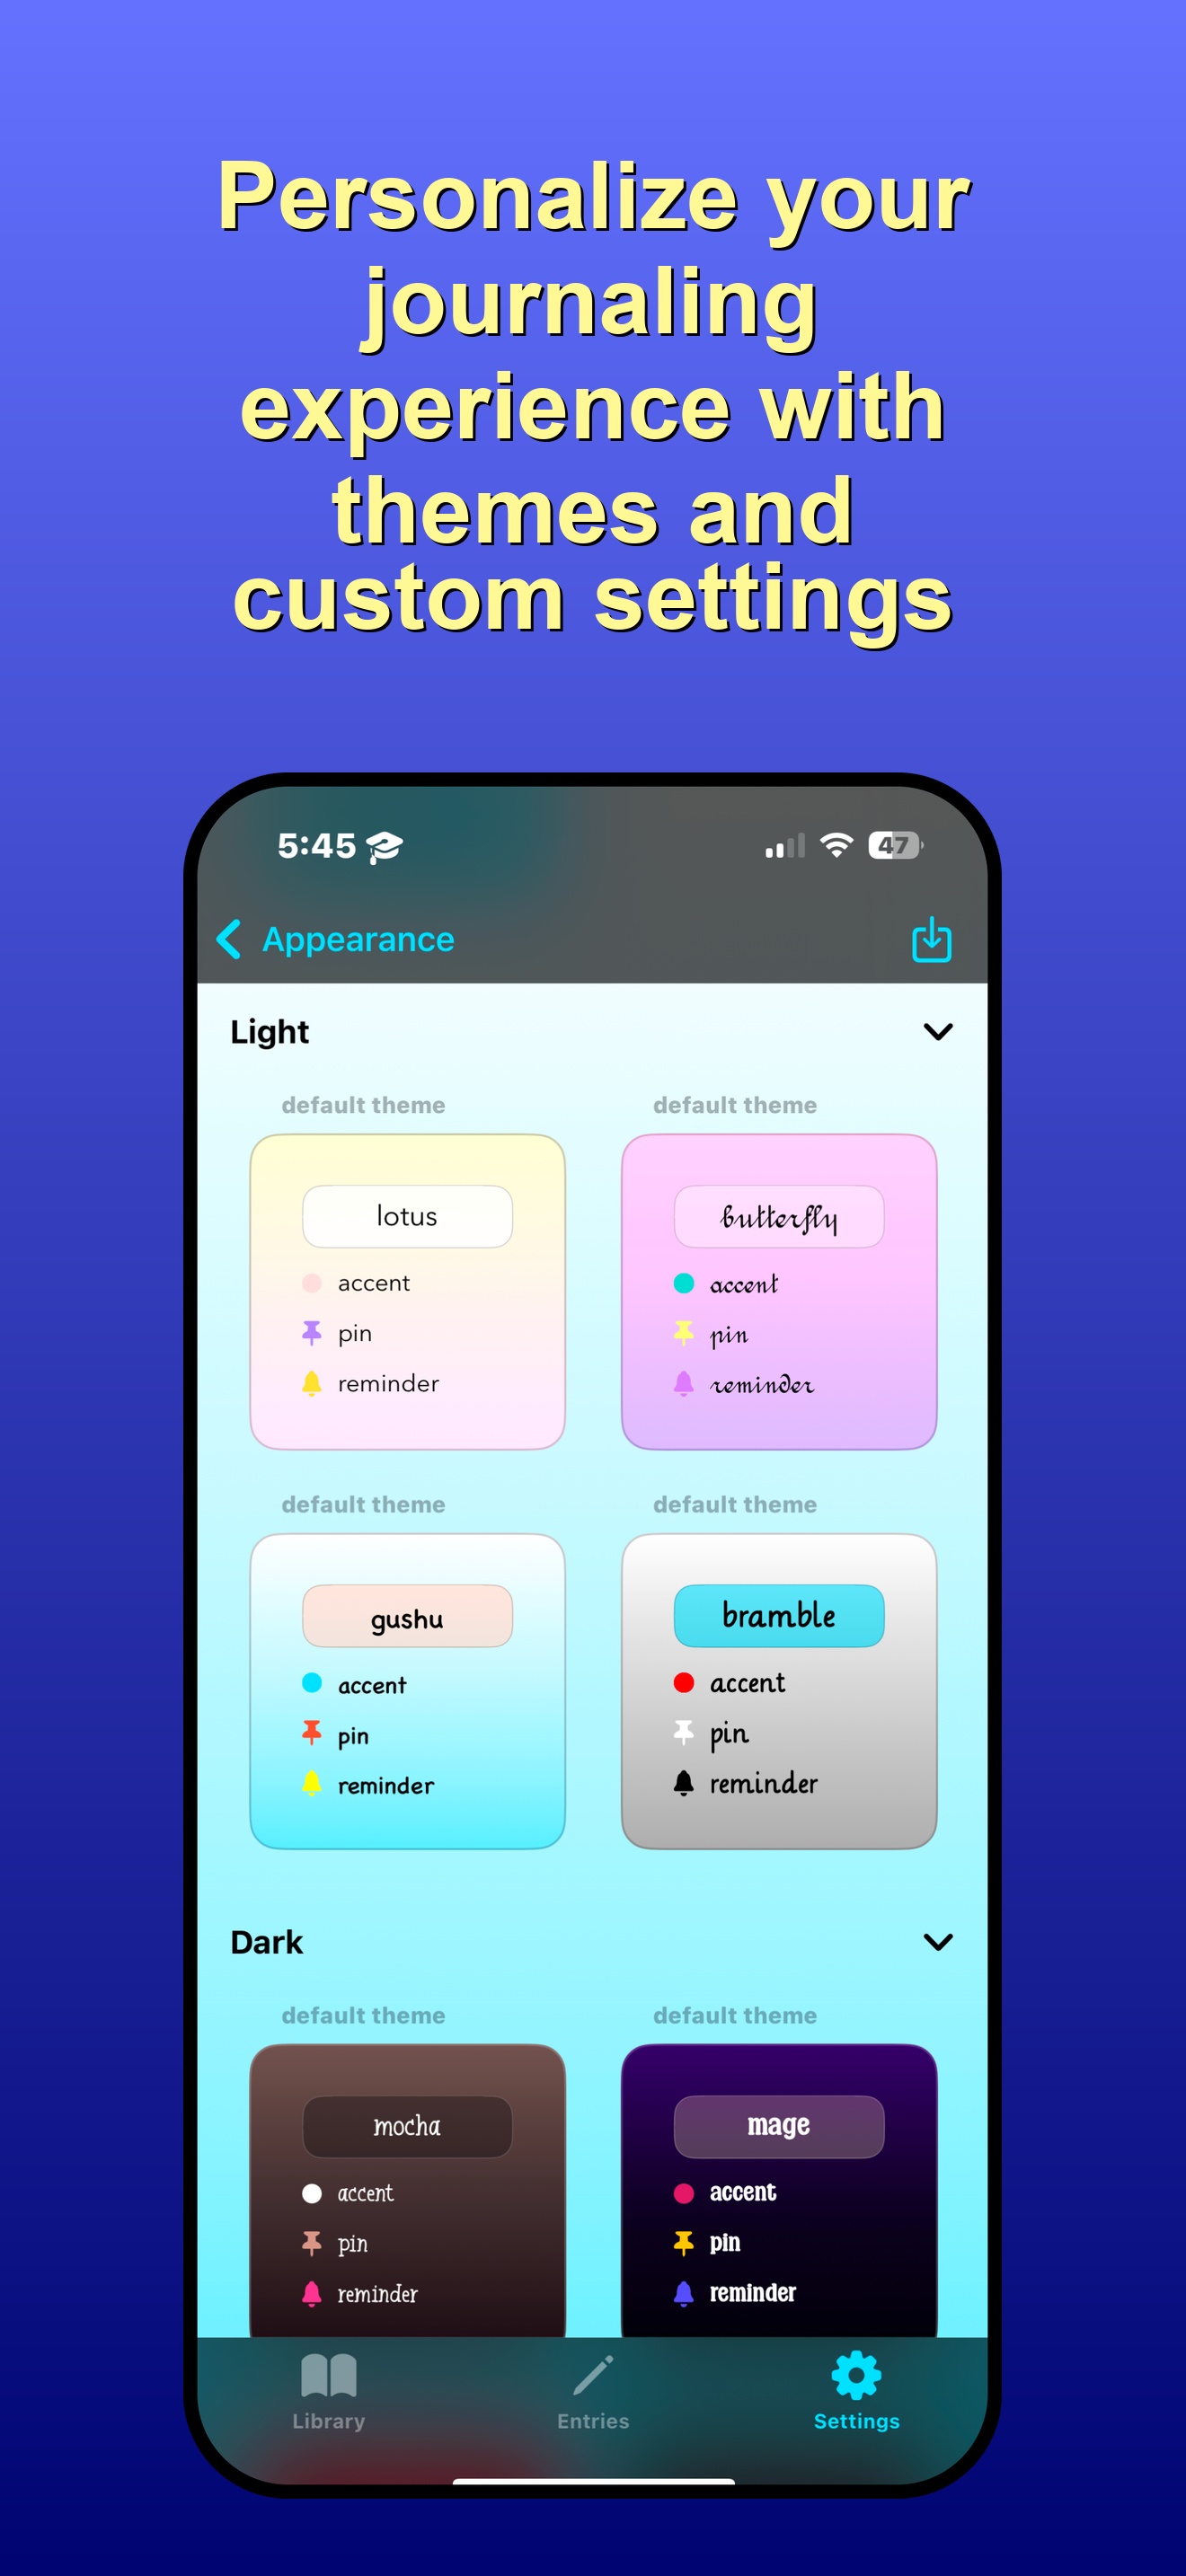 Personalize your
journaling
experience with
themes and
custom settings
5:45
47
Appearance
Light
default theme
default theme
lotus
accent
pin
reminder
butterfly
accent
pin
reminder
default theme
default theme
gushu
accent
pin
reminder
bramble
accent
pin
reminder
Dark
default theme
default theme
mocha
accent
pin
reminder
mage
accent
pin
reminder
Library
Entries
Settings